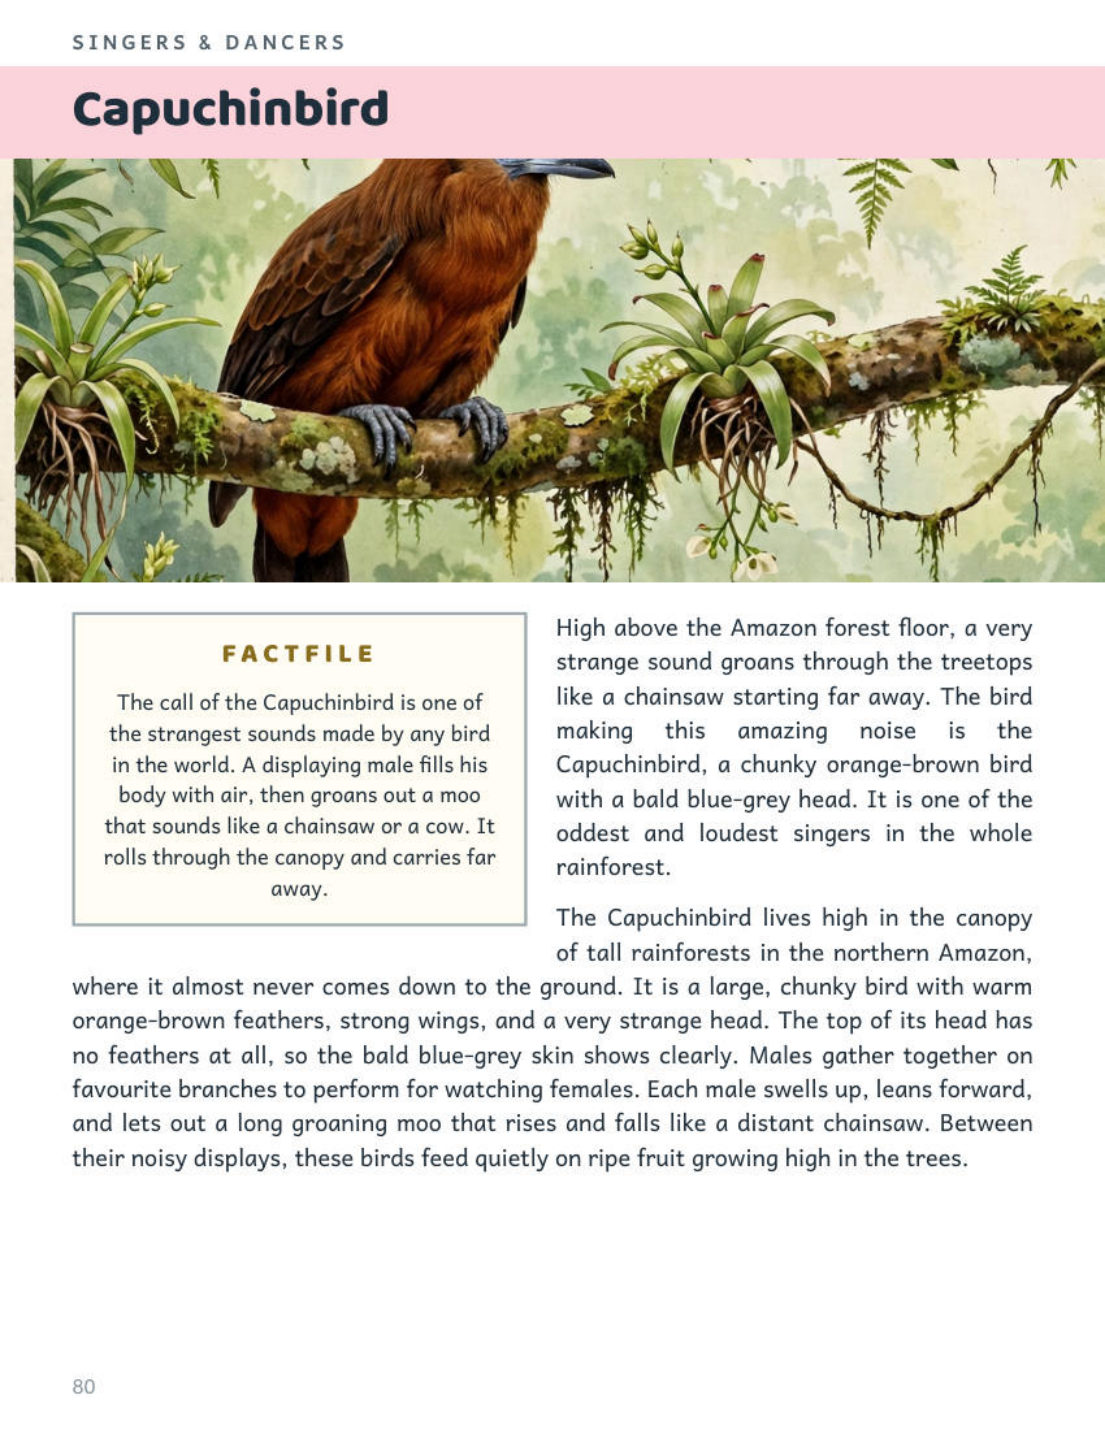 SINGERS & DANCERS
Capuchinbird
FACTFILE
The call of the Capuchinbird is one of
the strangest sounds made by any bird
in the world. A displaying male fills his
body with air, then groans out a moo
that sounds like a chainsaw or a cow. It
rolls through the canopy and carries far
away.
High above the Amazon forest floor, a very
strange sound groans through the treetops
like a chainsaw starting far away. The bird
making this amazing noise is the
Capuchinbird, a chunky orange-brown bird
with a bald blue-grey head. It is one of the
oddest and loudest singers in the whole
rainforest.
The Capuchinbird lives high in the canopy
of tall rainforests in the northern Amazon,
where it almost never comes down to the ground. It is a large, chunky bird with warm
orange-brown feathers, strong wings, and a very strange head. The top of its head has
no feathers at all, so the bald blue-grey skin shows clearly. Males gather together on
favourite branches to perform for watching females. Each male swells up, leans forward,
and lets out a long groaning moo that rises and falls like a distant chainsaw. Between
their noisy displays, these birds feed quietly on ripe fruit growing high in the trees.
80